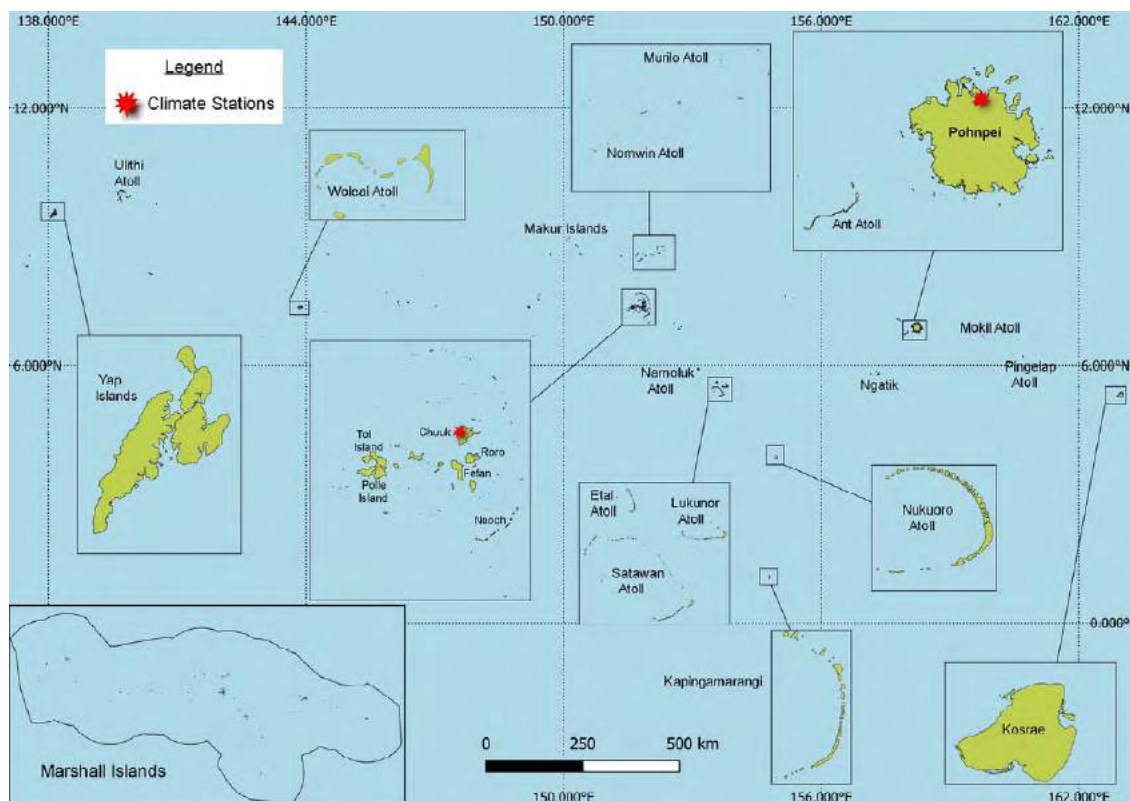 138.000°E
144.000°E
150.000°E
156.000°E
162.000°E
Legend
Climate Stations
Murilo Atoll
Nomwin Atoll
12.000°N
12.000°N
Pohnpei
Ant Atoll
Ulithi
Atoll
Wolcai Atoll
Makur Islands
Mokil Atoll
6.000°N
6.000°N
Pingelap
Atoll
Namoluk
Atoll
Ngatik
Yap
Islands
Chuuk
Tol
Island
Roro
Fefan
Polle
Island
Neoch
Etal
Atoll
Lukunor
Atoll
Satawan
Atoll
Nukuoro
Atoll
0.000°N
Kapingamarangi
Kosrae
Marshall Islands
0
250
500 km
150.000°E
156.000°E
162.000°E